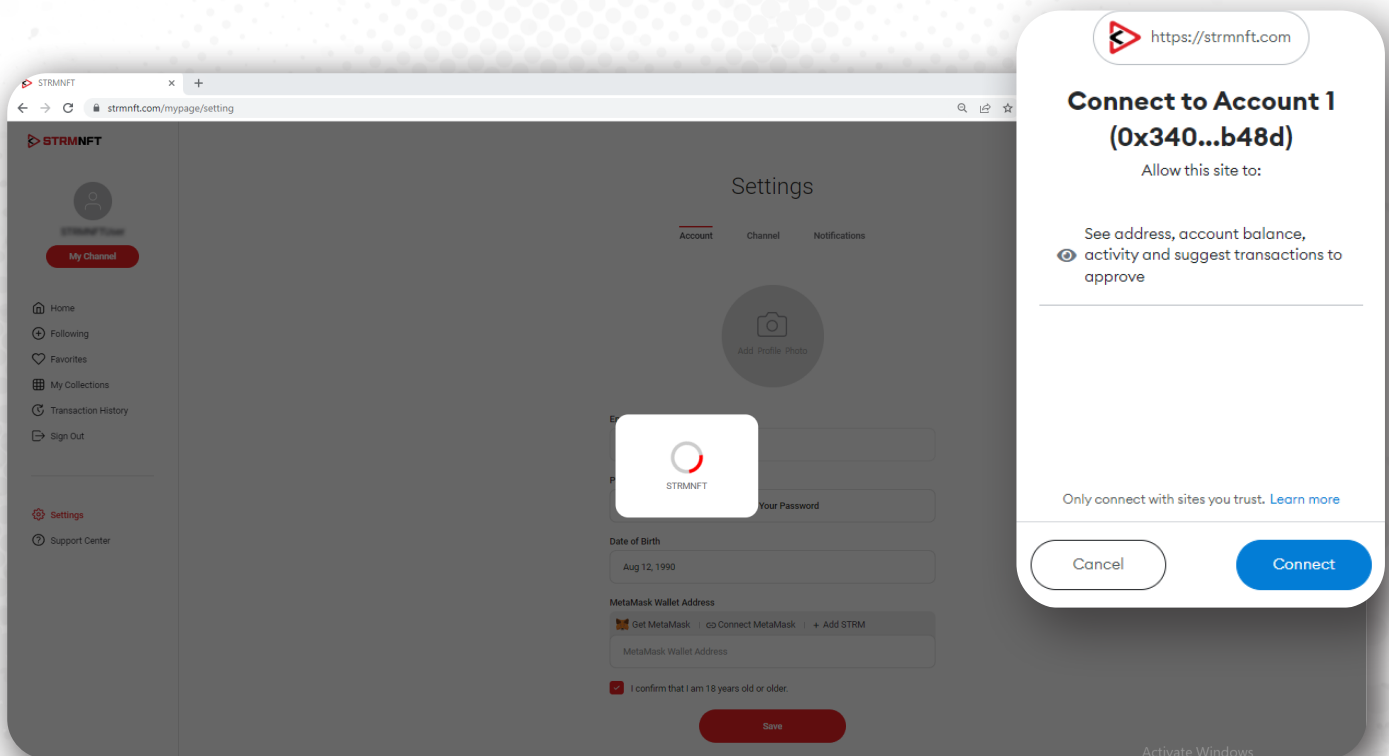 STRMNFT
strmnft.com/mypage/setting
STRMNFT
My Channel
Home
Following
Favorites
My Collections
Transaction History
Sign Out
Settings
Support Center
Settings
Account Channel Notifications
Add Profile Photo
STRMNFT
Your Password
Date of Birth
Aug 12, 1990
MetaMask Wallet Address
Get MetaMask Connect MetaMask + Add STRM
MetaMask Wallet Address
I confirm that I am 18 years old or older.
Save
https://strmnft.com
Connect to Account 1
(0x340...b48d)
Allow this site to:
See address, account balance,
activity and suggest transactions to
approve
Only connect with sites you trust. Learn more
Cancel Connect
Activate Windows